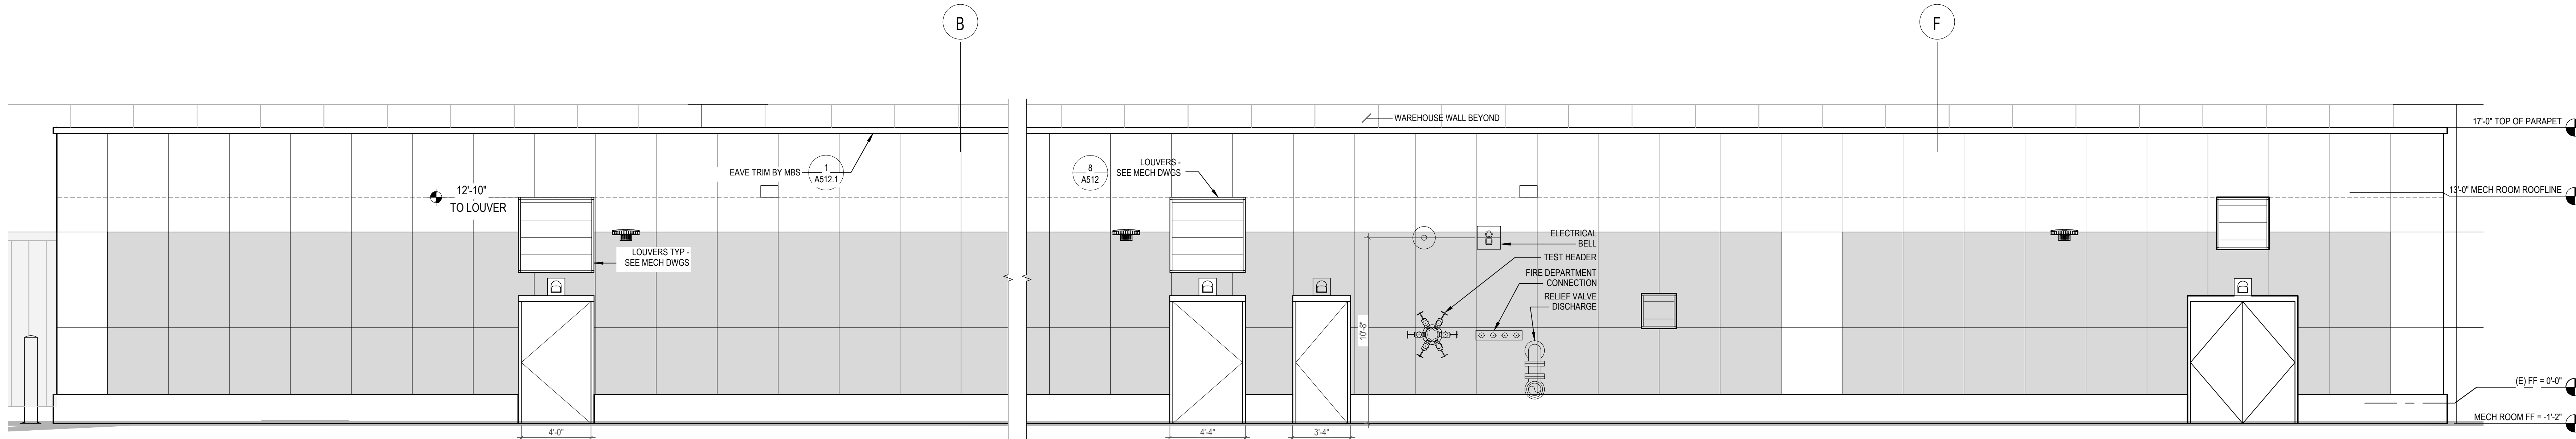 B
F
WAREHOUSE WALL BEYOND
17'-0" TOP OF PARAPET
EAVE TRIM BY MBS
1
A512.1
8
A512
LOUVERS -
SEE MECH DWGS
12'-10"
TO LOUVER
13'-0" MECH ROOM ROOFLINE
LOUVERS TYP -
SEE MECH DWGS
ELECTRICAL
BELL
TEST HEADER
FIRE DEPARTMENT
CONNECTION
RELIEF VALVE
DISCHARGE
10'-8"
(E) FF = 0'-0"
MECH ROOM FF = -1'-2"
4'-0"
4'-4"
3'-4"